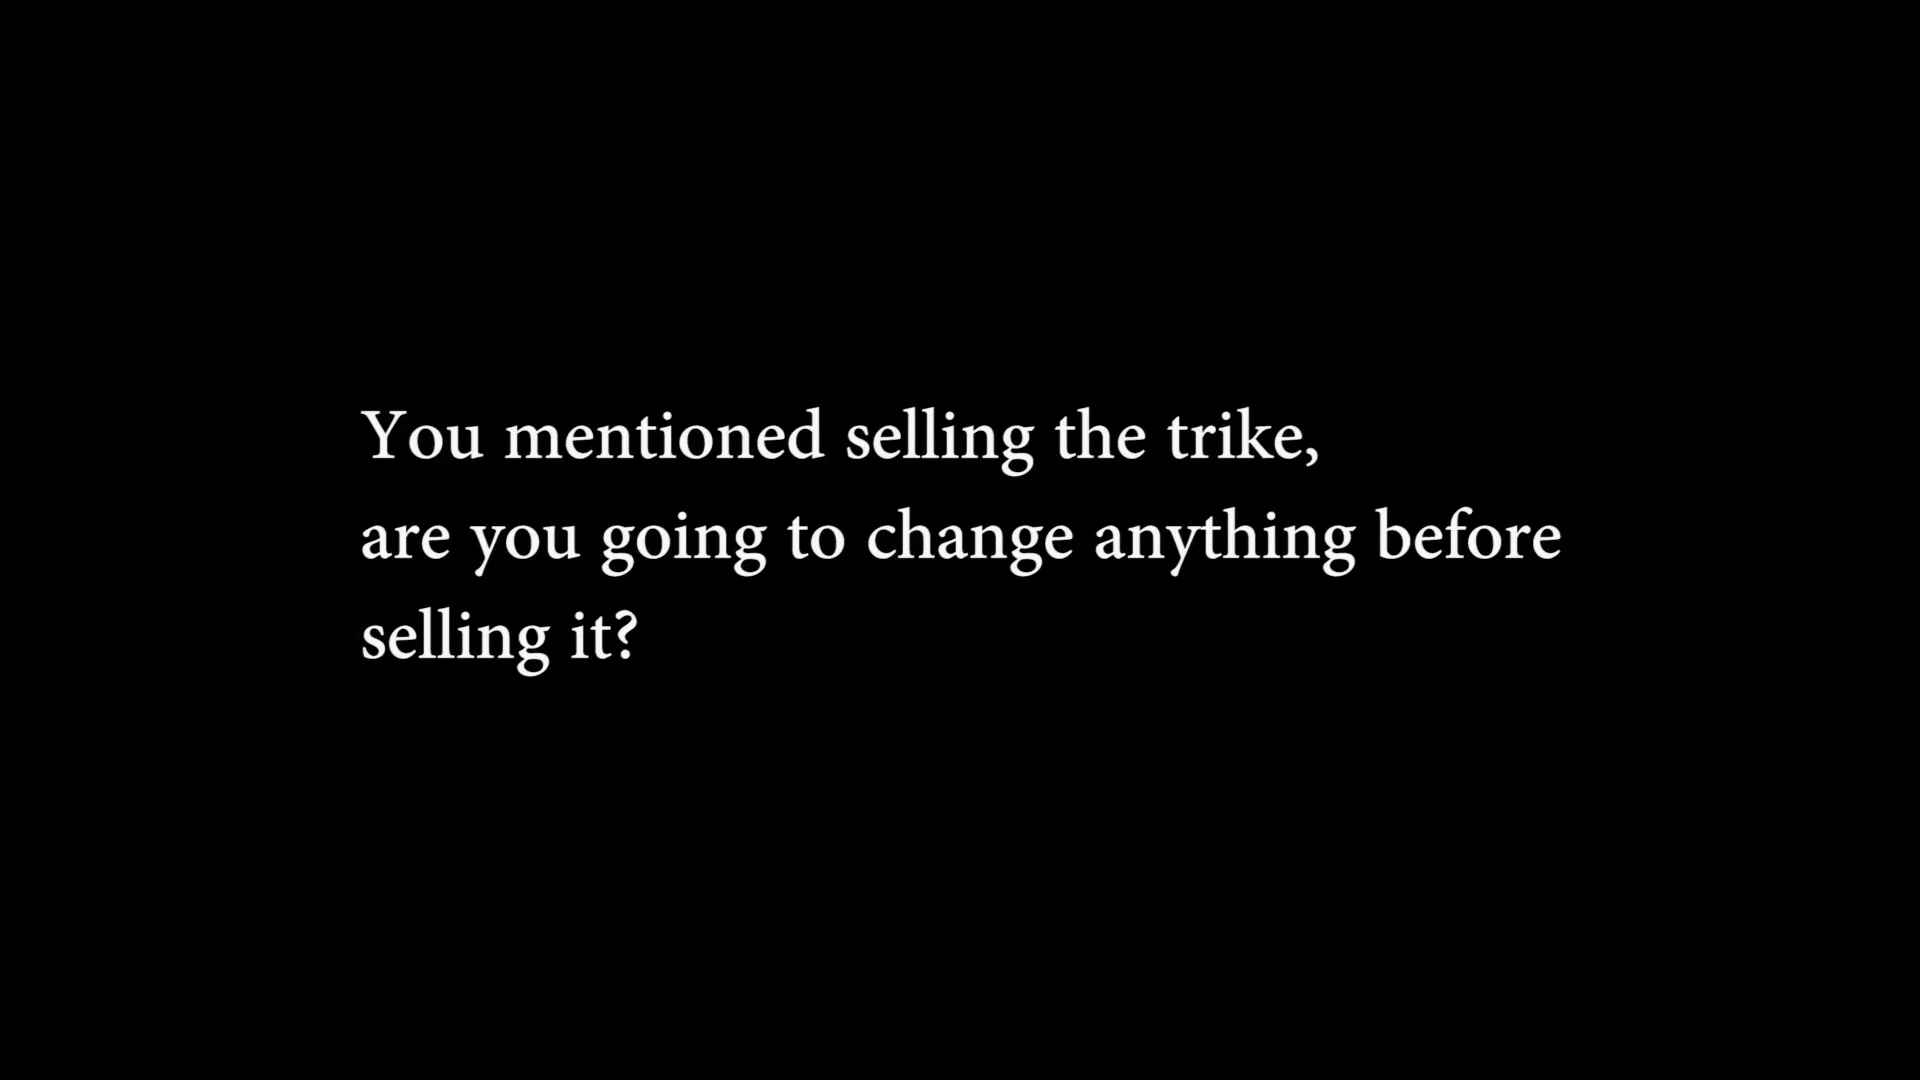 You mentioned selling the trike,
are you going to change anything before
selling it?